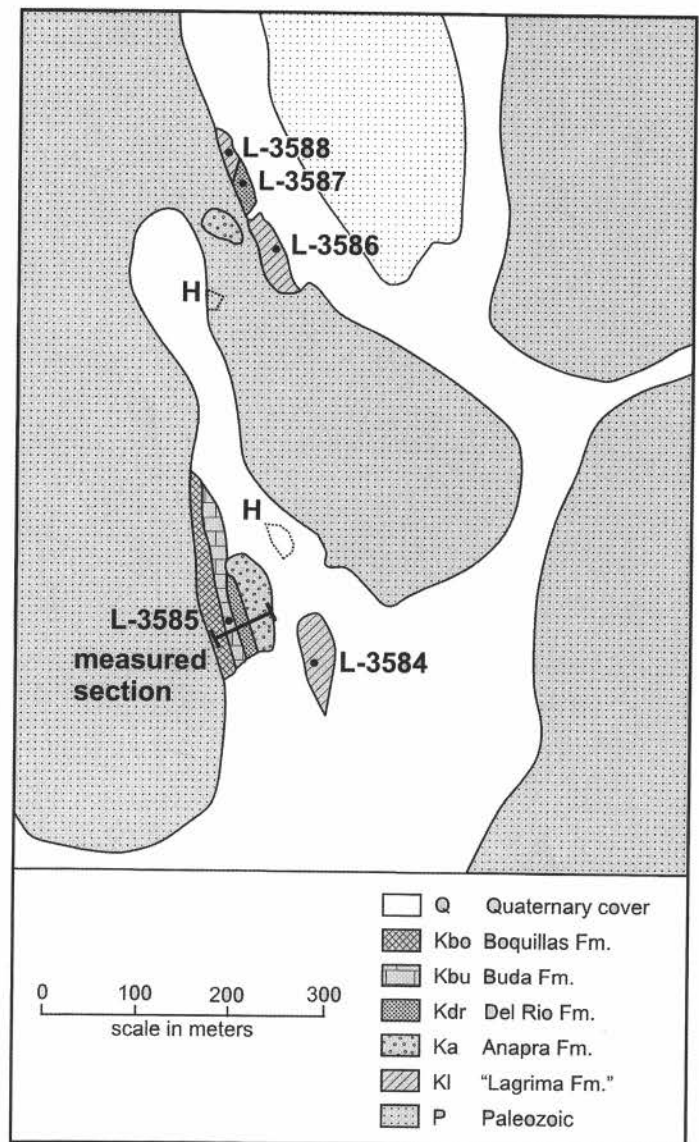 L-3588
L-3587
L-3586
H
H
L-3585
measured
section
L-3584
Q Quaternary cover
Kbo Boquillas Fm.
Kbu Buda Fm.
Kdr Del Rio Fm.
Ka Anapra Fm.
Kl "Lagrima Fm."
P Paleozoic
0 100 200 300
scale in meters